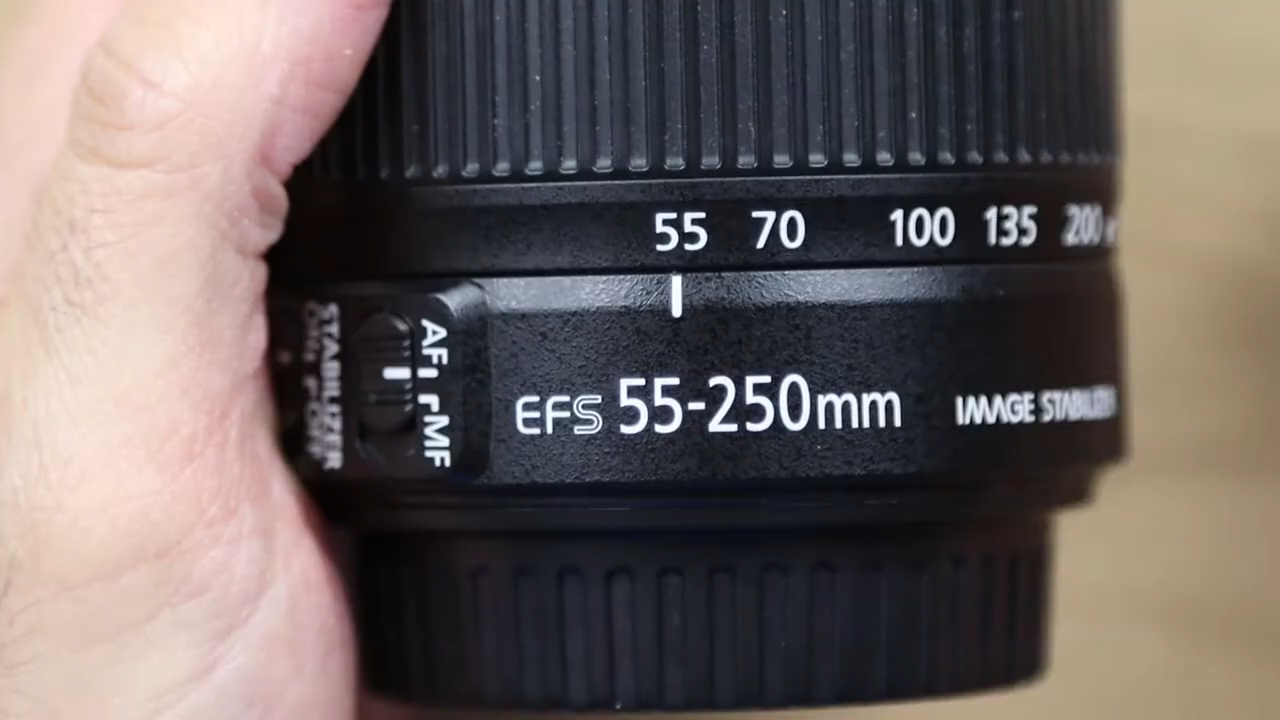 55 70 100 135 200
AF MF
STABILIZER
EFS 55-250mm
IMAGE STABILIZER